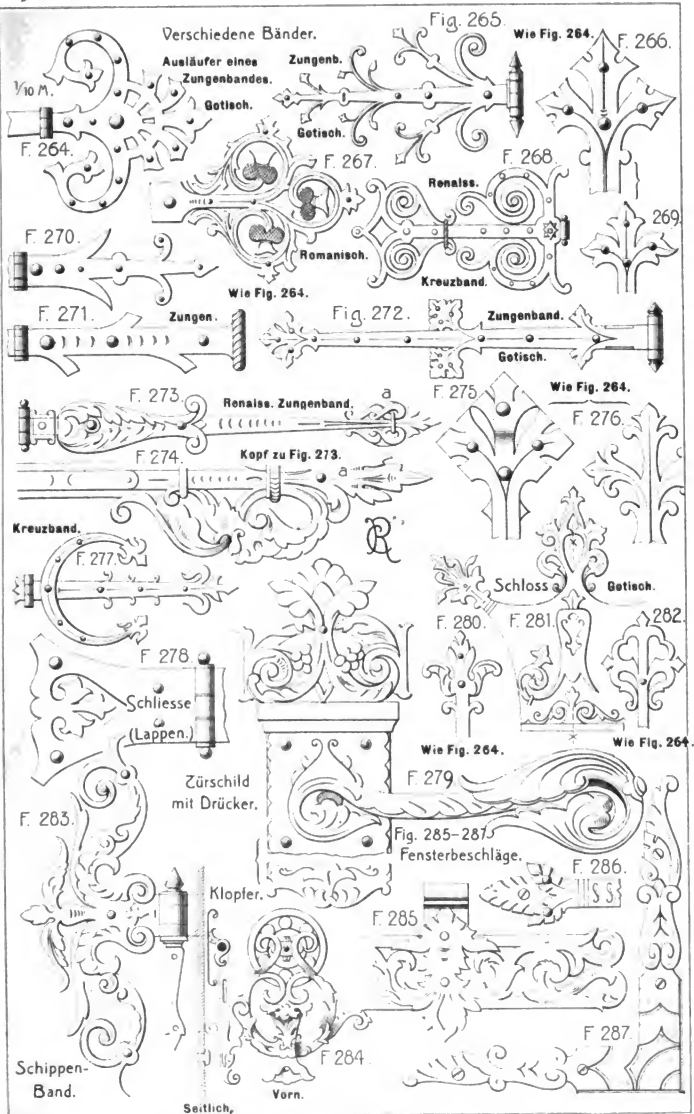 Verschiedene Bänder.
Ausläufer eines
Zungenbandes.
Gotisch.
1/10 M.
F. 264.
Fig. 265.
Zungenb.
Gotisch.
Wie Fig. 264.
F. 266.
F. 267.
Romanisch.
F. 268.
Renaiss.
Kreuzband.
269.
F. 270.
Wie Fig. 264.
F. 271.
Zungen.
Fig. 272.
Zungenband.
Gotisch.
F. 273.
Renaiss. Zungenband.
a
F. 274.
Kopf zu Fig. 273.
a
F. 275.
Wie Fig. 264.
F. 276.
Kreuzband.
F. 277.
F. 278.
Schliesse
(Lappen.)
Schloss
Gotisch.
F. 280.
Wie Fig. 264.
F. 281.
282.
Wie Fig. 264.
Zürschild
mit Drücker.
F. 279
Fig. 285–287
Fensterbeschläge.
F. 283.
Schippen-
Band.
Klopfer.
Seitlich,
F 284.
Vorn.
F. 285
F. 286.
F. 287.